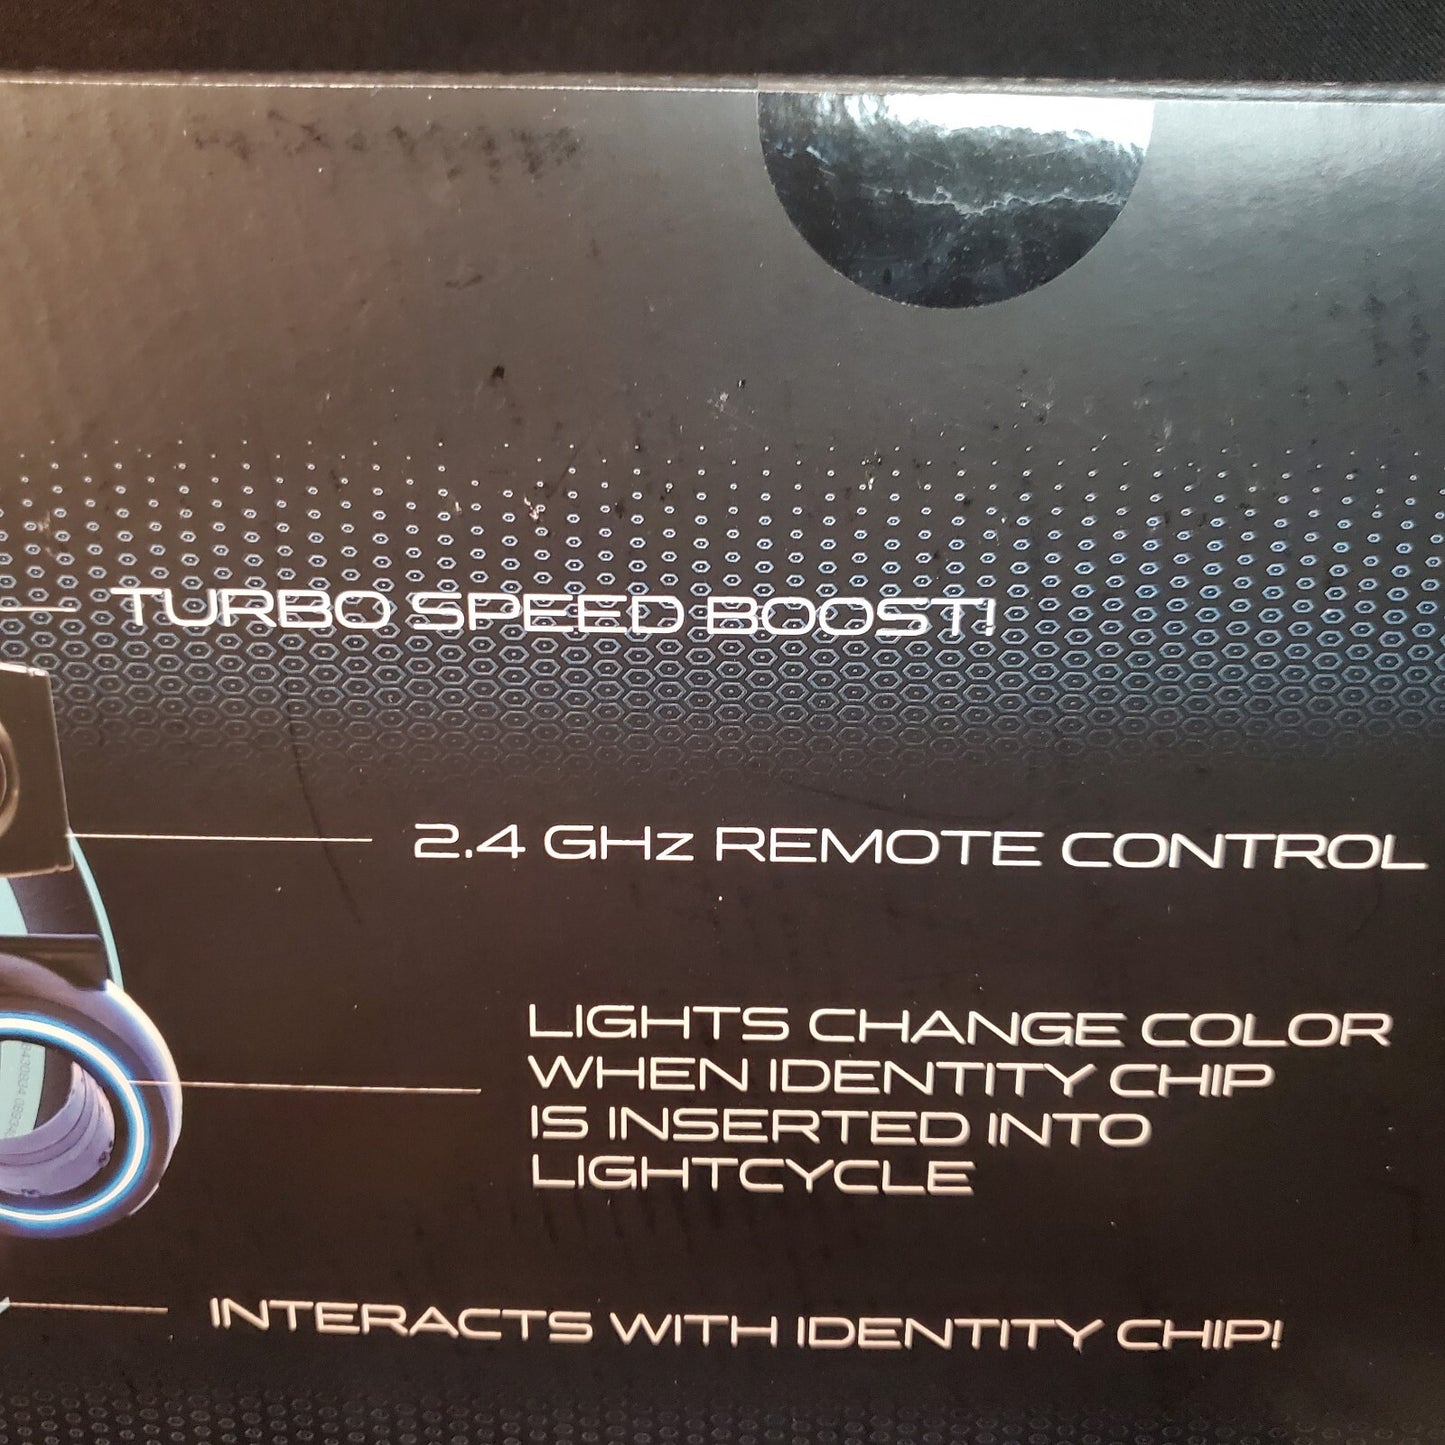 TURBO SPEED BOOST!
2.4 GHz REMOTE CONTROL
LIGHTS CHANGE COLOR
WHEN IDENTITY CHIP
IS INSERTED INTO
LIGHTCYCLE
INTERACTS WITH IDENTITY CHIP!